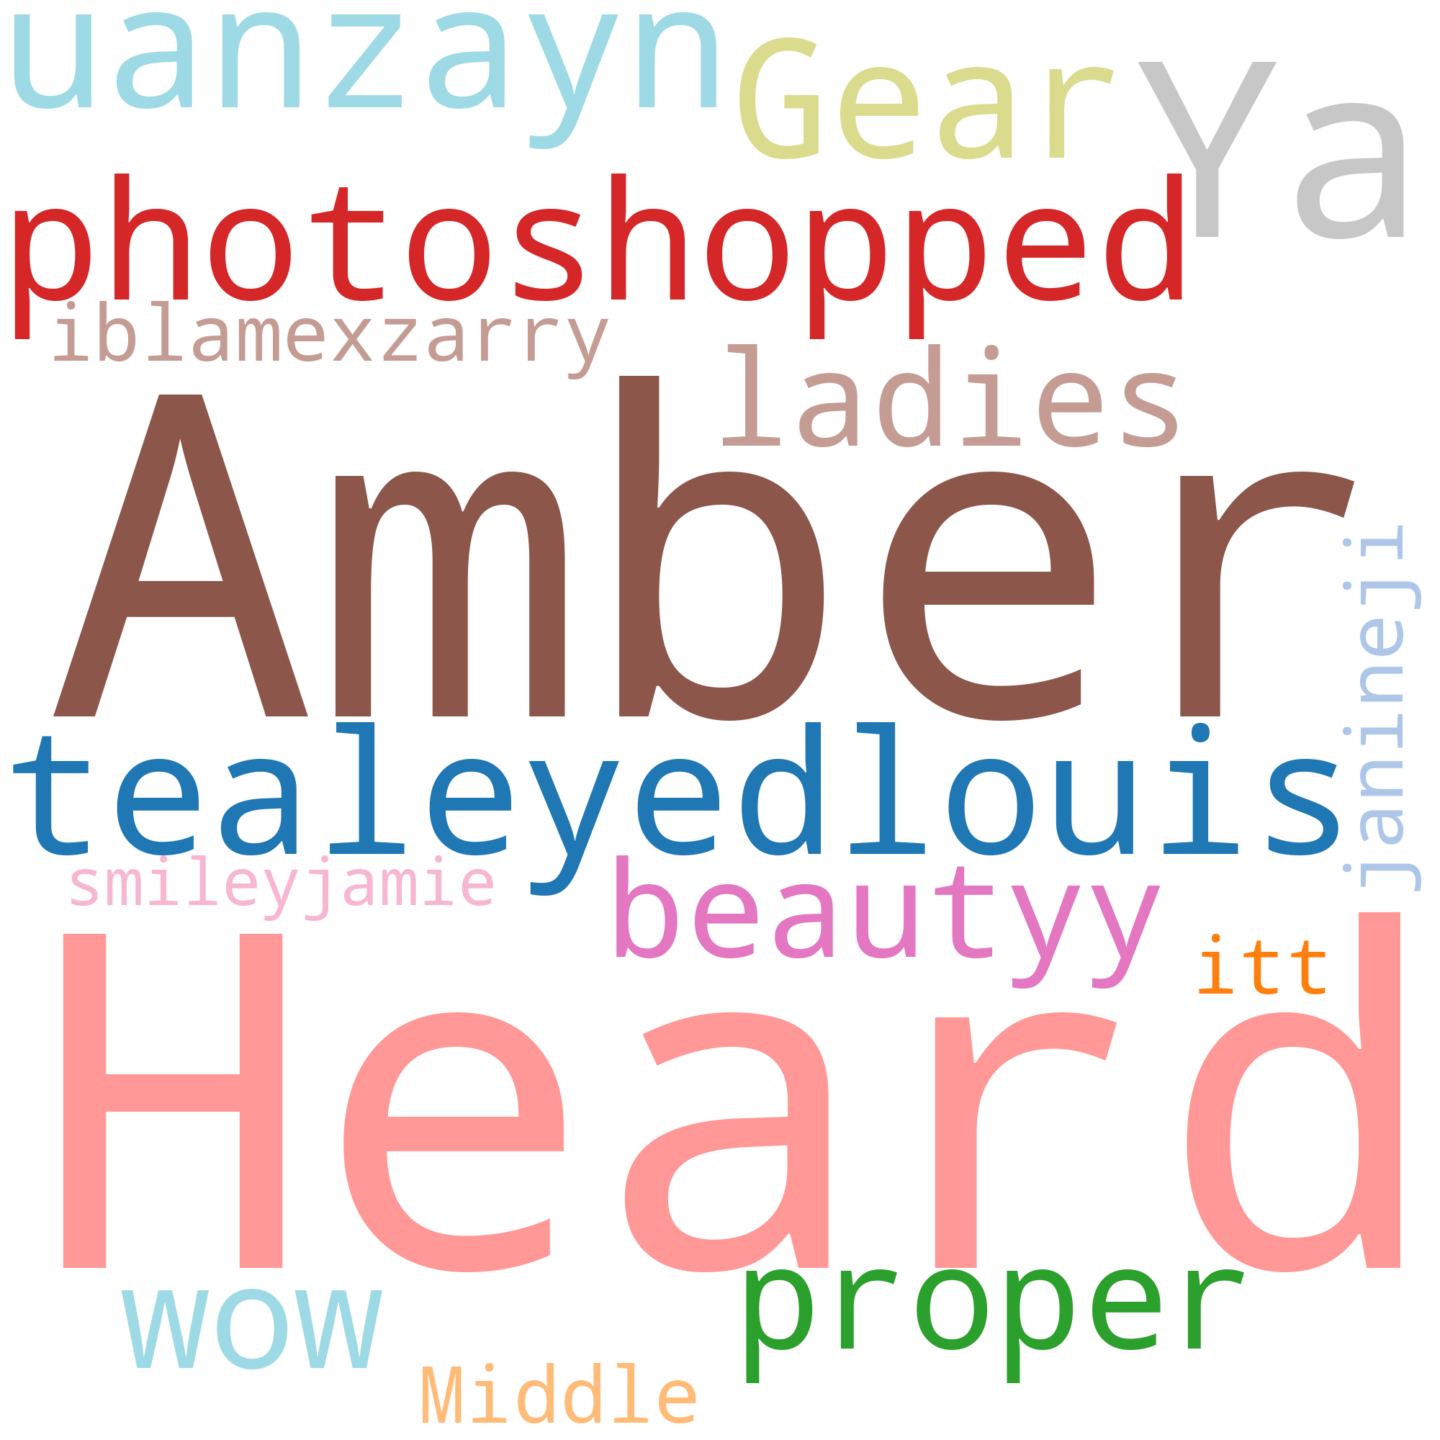 uanzayn
Gear
Ya
photoshopped
iblamexzarry
ladies
Amber
janineji
tealeyedlouis
smileyjamie
beautyy
itt
Heard
wow
proper
Middle